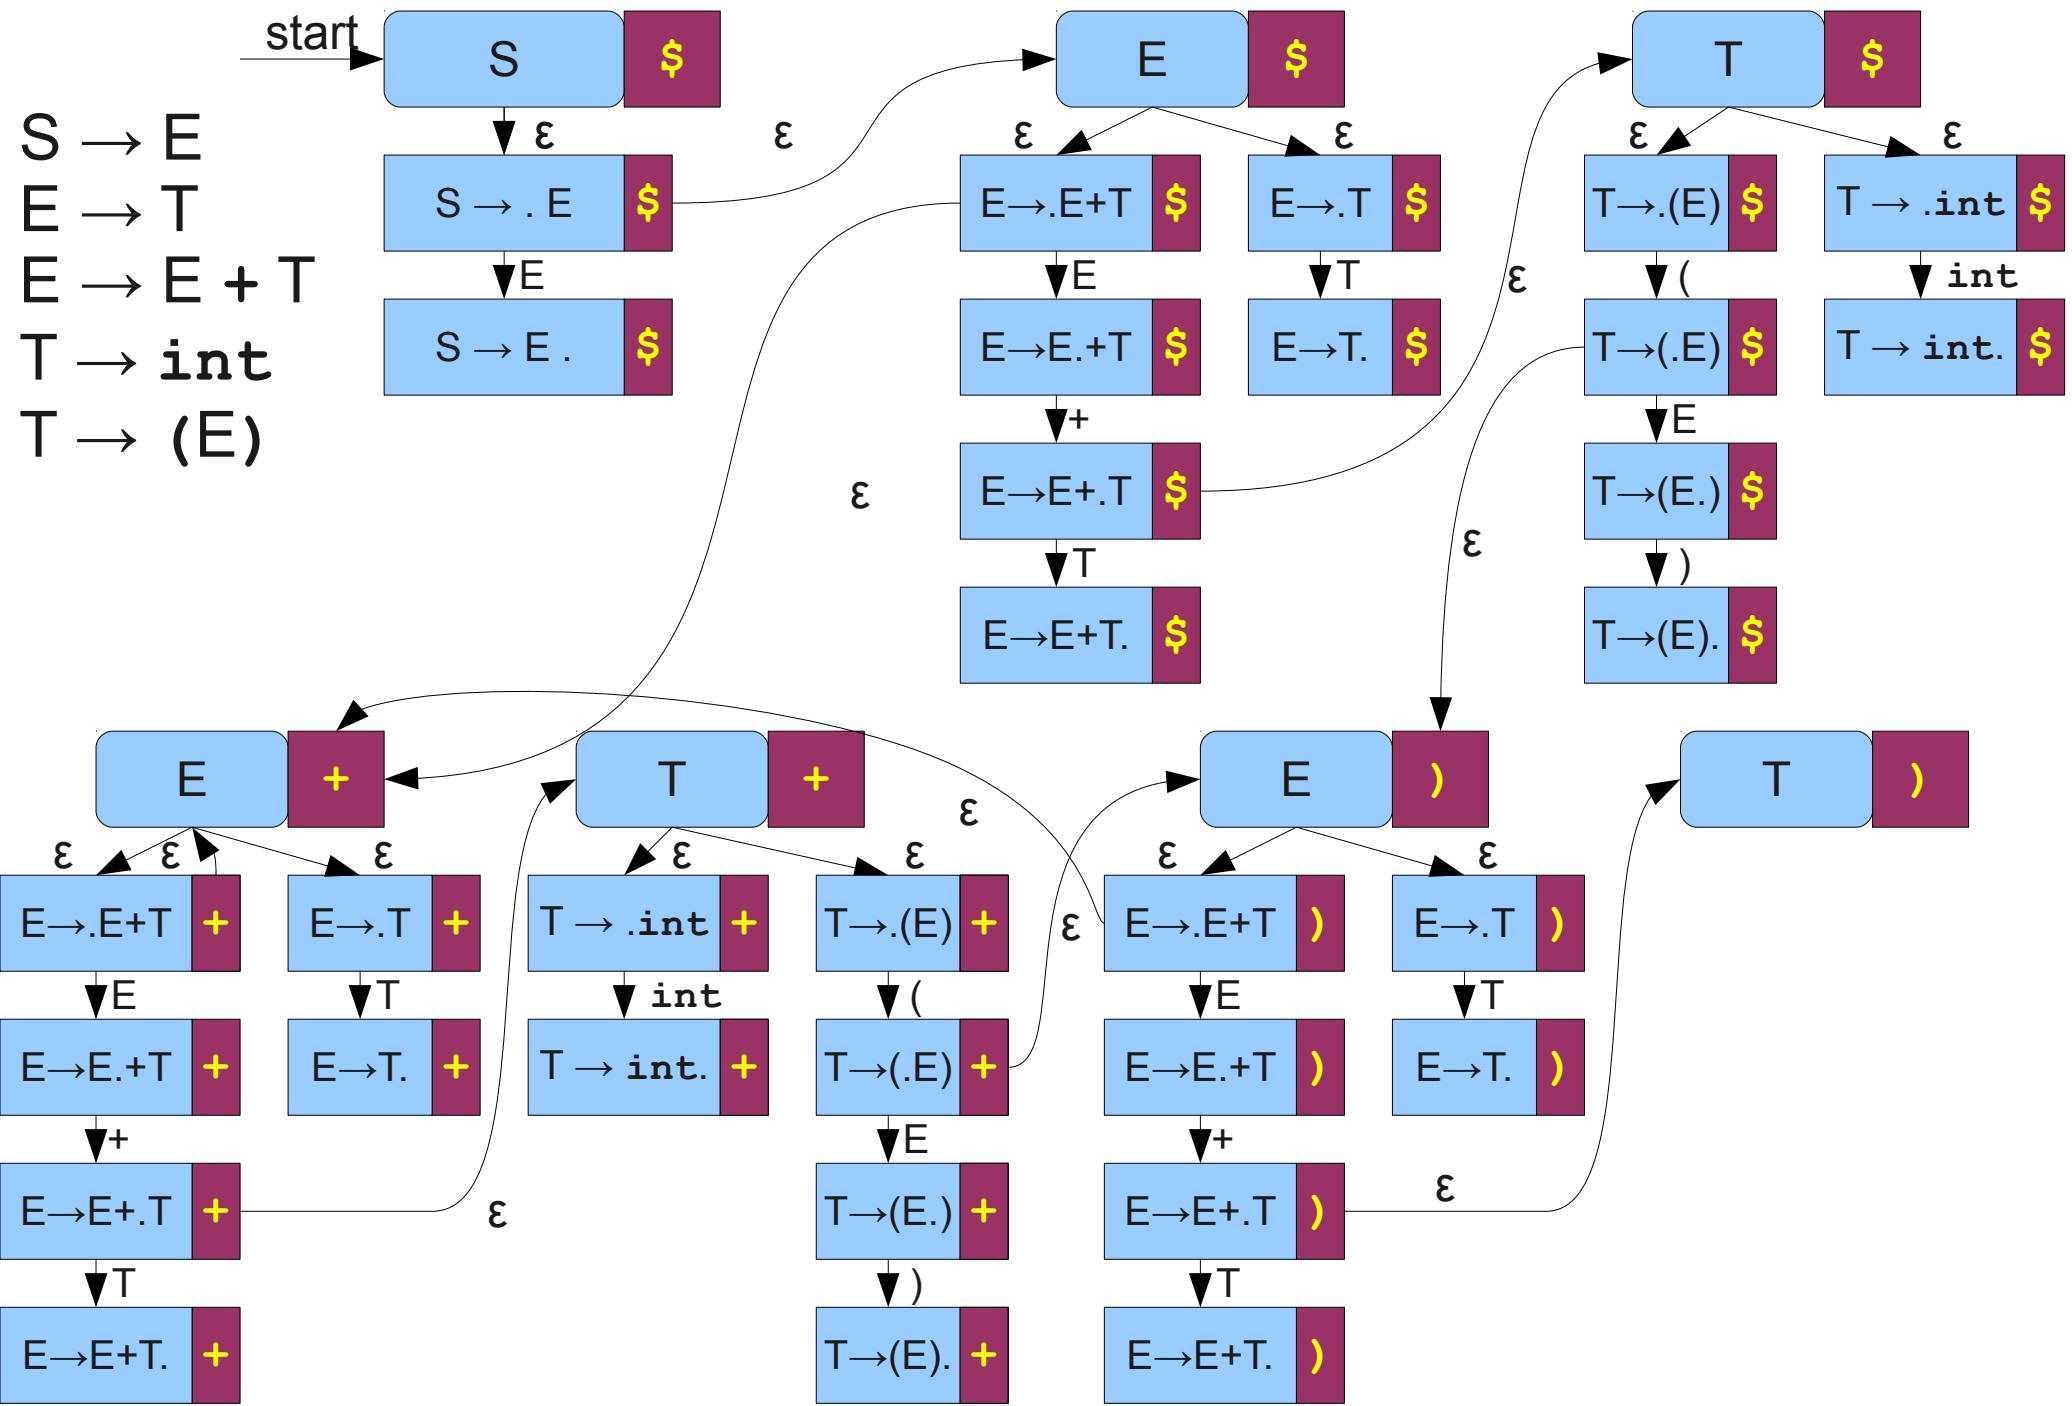 start
S $ E $ T $
ε ε ε ε ε ε
S → E
S → . E $ E→.E+T $ E→.T $ T→.(E) $ T → .int $
E → T
E E T ε ( int
E → E + T
S → E . $ E→E.+T $ E→T. $ T→(.E) $ T → int. $
T → int
+ E
T → (E)
ε E→E+.T $ T→(E.) $
T ε )
E→E+T. $ T→(E). $
E + T + E ) T )
ε
ε ε ε ε ε ε ε
E→.E+T + E→.T + T → .int + T→.(E) + ε E→.E+T ) E→.T )
E T int ( E T
E→E.+T + E→T. + T → int. + T→(.E) + E→E.+T ) E→T. )
+ E +
E→E+.T + ε T→(E.) + E→E+.T ) ε
T ) T
E→E+T. + T→(E). + E→E+T. )